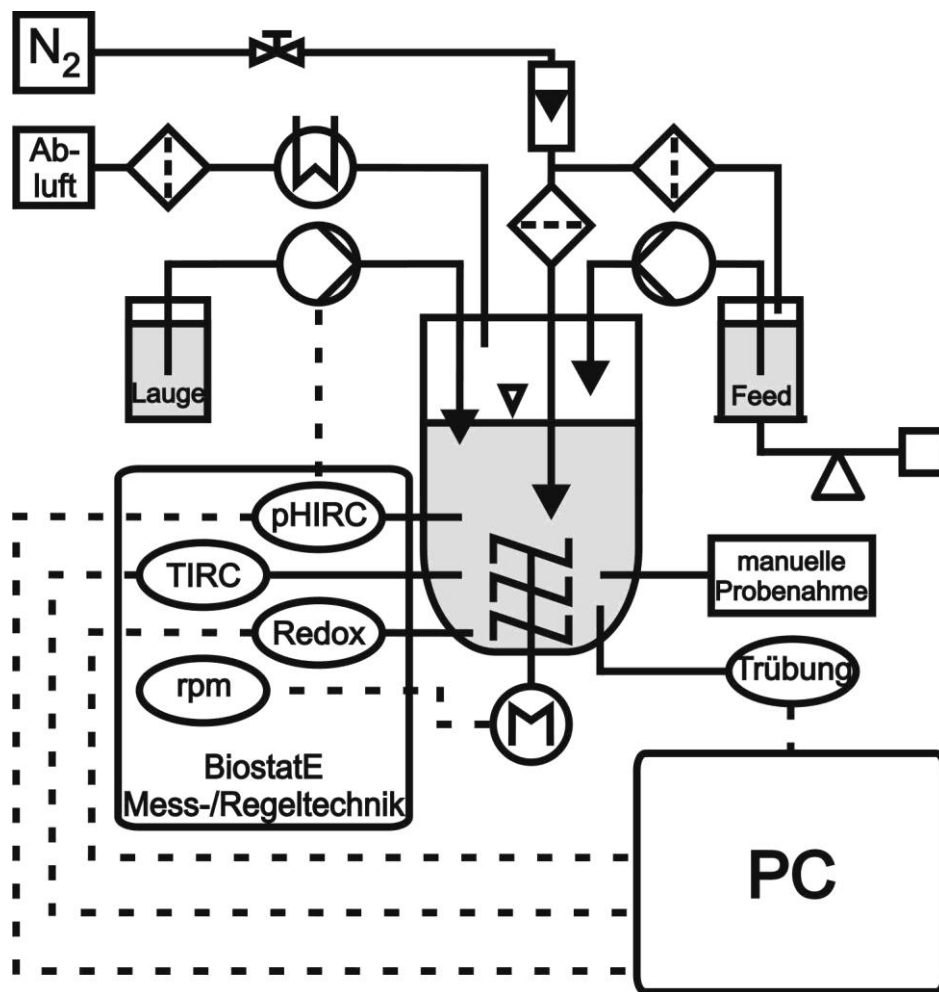 N2
Ab-
luft
Lauge
Feed
pHIRC
TIRC
manuelle
Probenahme
Redox
Trübung
rpm
BiostatE
Mess-/Regeltechnik
M
PC